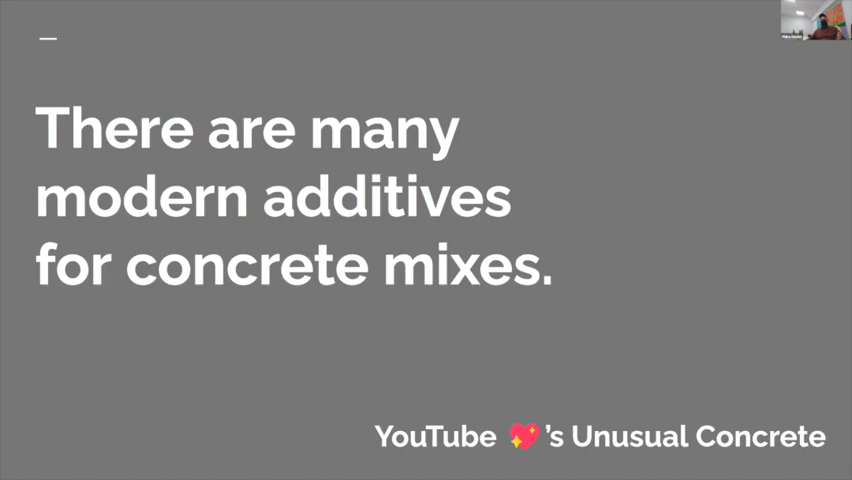 There are many
modern additives
for concrete mixes.
YouTube 💖's Unusual Concrete